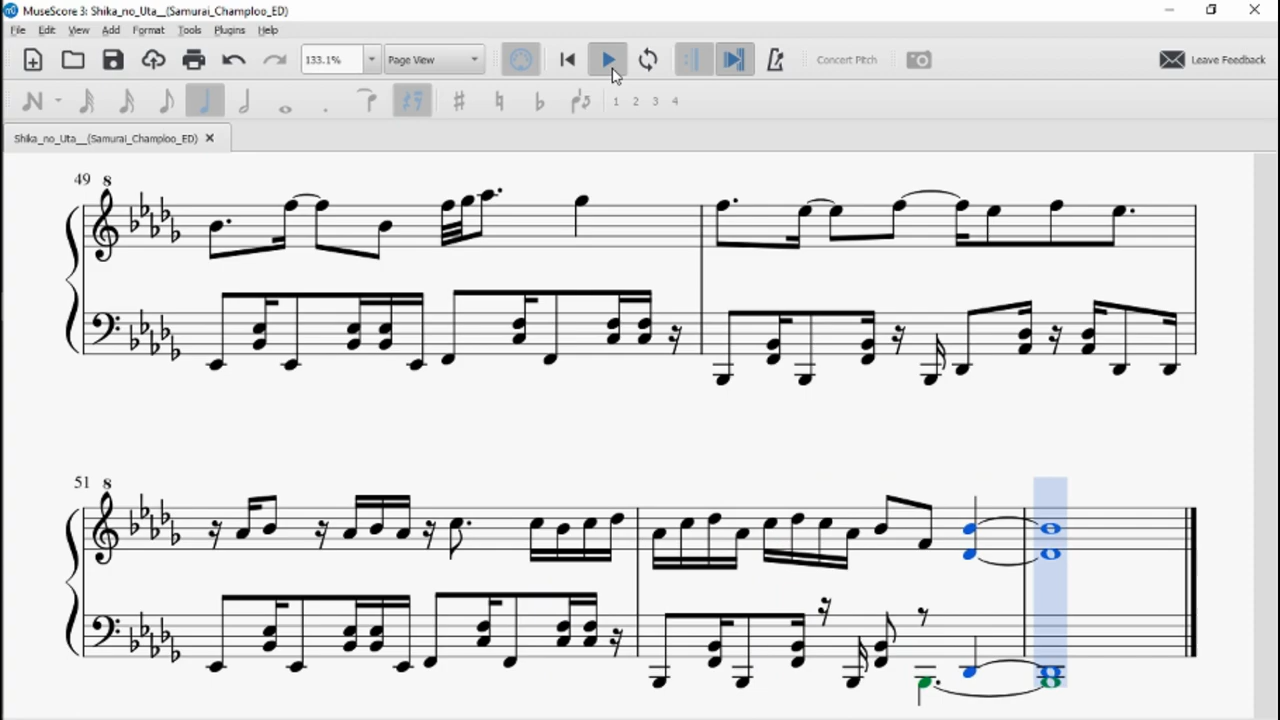 MuseScore 3: Shika_no_Uta__(Samurai_Champloo_ED)
File Edit View Add Format Tools Plugins Help
133.1% Page View Concert Pitch Leave Feedback
1 2 3 4
Shika_no_Uta__(Samurai_Champloo_ED)
49 8
51 8